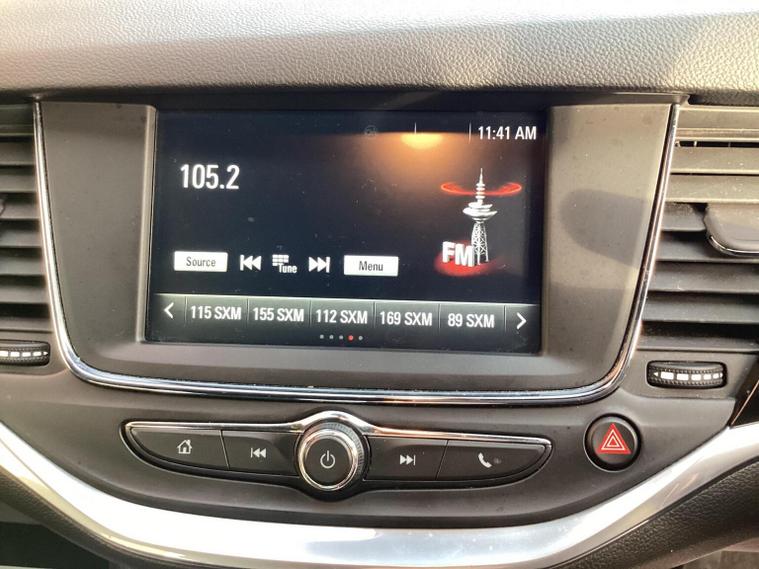 11:41 AM
105.2
FM
Source Tune Menu
115 SXM 155 SXM 112 SXM 169 SXM 89 SXM